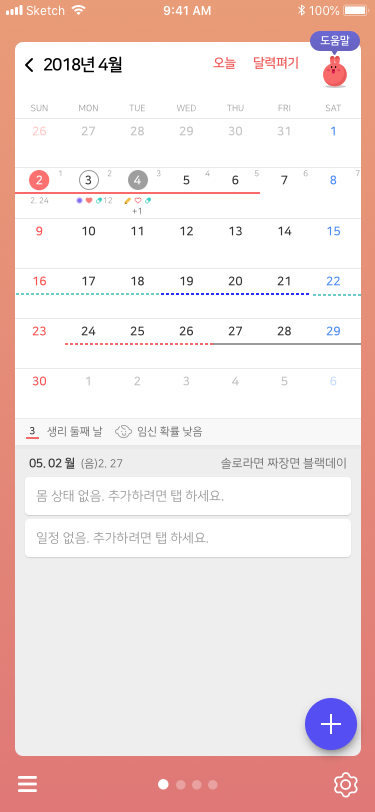 Sketch 9:41 AM 100%
도움말
2018년 4월 오늘 달력펴기
SUN MON TUE WED THU FRI SAT
26 27 28 29 30 31 1
1 2 3 4 5 6 7
2 3 4 5 6 7 8
2. 24 12
+1
9 10 11 12 13 14 15
16 17 18 19 20 21 22
23 24 25 26 27 28 29
30 1 2 3 4 5 6
3 생리 둘째 날 임신 확률 낮음
05. 02 월 (음)2. 27 솔로라면 짜장면 블랙데이
몸 상태 없음. 추가하려면 탭 하세요.
일정 없음. 추가하려면 탭 하세요.